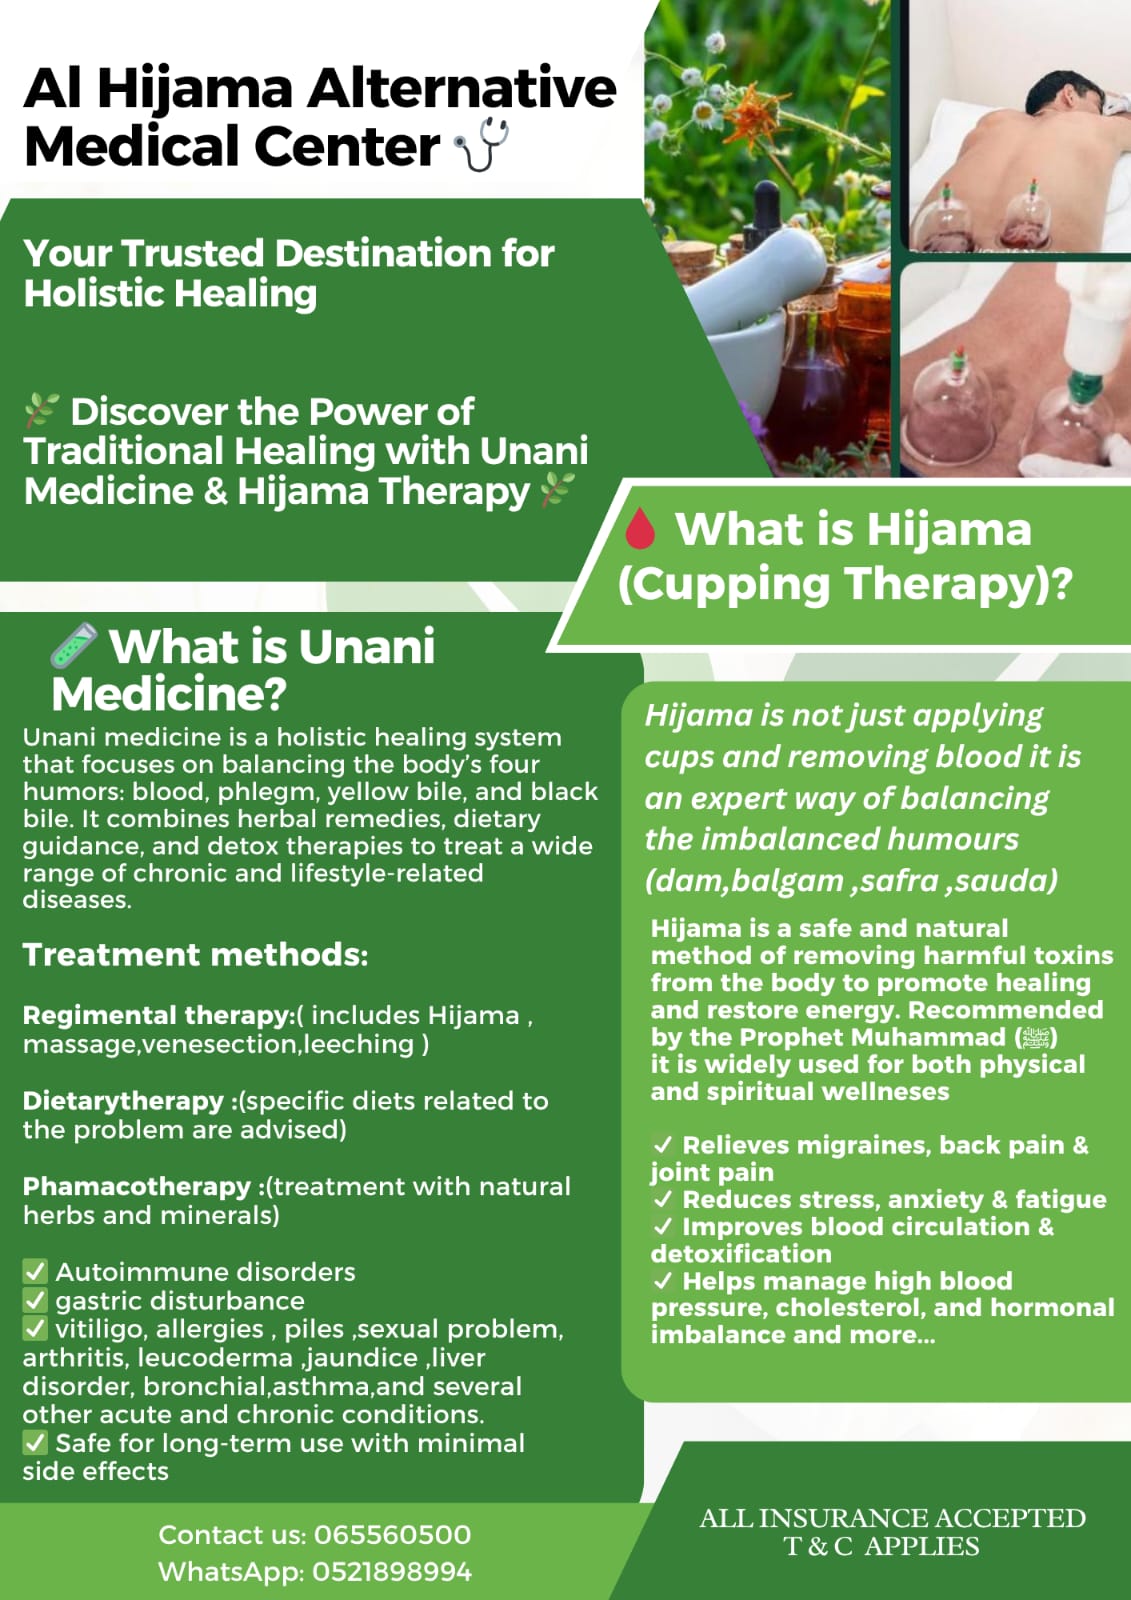 Al Hijama Alternative
Medical Center
Your Trusted Destination for
Holistic Healing
Discover the Power of
Traditional Healing with Unani
Medicine & Hijama Therapy
What is Hijama
(Cupping Therapy)?
What is Unani
Medicine?
Unani medicine is a holistic healing system
that focuses on balancing the body's four
humors: blood, phlegm, yellow bile, and black
bile. It combines herbal remedies, dietary
guidance, and detox therapies to treat a wide
range of chronic and lifestyle-related
diseases.
Treatment methods:
Regimental therapy:( includes Hijama ,
massage,venesection,leeching )
Dietarytherapy :(specific diets related to
the problem are advised)
Phamacotherapy :(treatment with natural
herbs and minerals)
✅ Autoimmune disorders
✅ gastric disturbance
✅ vitiligo, allergies , piles ,sexual problem,
arthritis, leucoderma ,jaundice ,liver
disorder, bronchial,asthma,and several
other acute and chronic conditions.
✅ Safe for long-term use with minimal
side effects
Hijama is not just applying
cups and removing blood it is
an expert way of balancing
the imbalanced humours
(dam,balgam ,safra ,sauda)
Hijama is a safe and natural
method of removing harmful toxins
from the body to promote healing
and restore energy. Recommended
by the Prophet Muhammad (ﷺ)
it is widely used for both physical
and spiritual wellneses
✓ Relieves migraines, back pain &
joint pain
✓ Reduces stress, anxiety & fatigue
✓ Improves blood circulation &
detoxification
✓ Helps manage high blood
pressure, cholesterol, and hormonal
imbalance and more...
Contact us: 065560500
WhatsApp: 0521898994
ALL INSURANCE ACCEPTED
T & C APPLIES